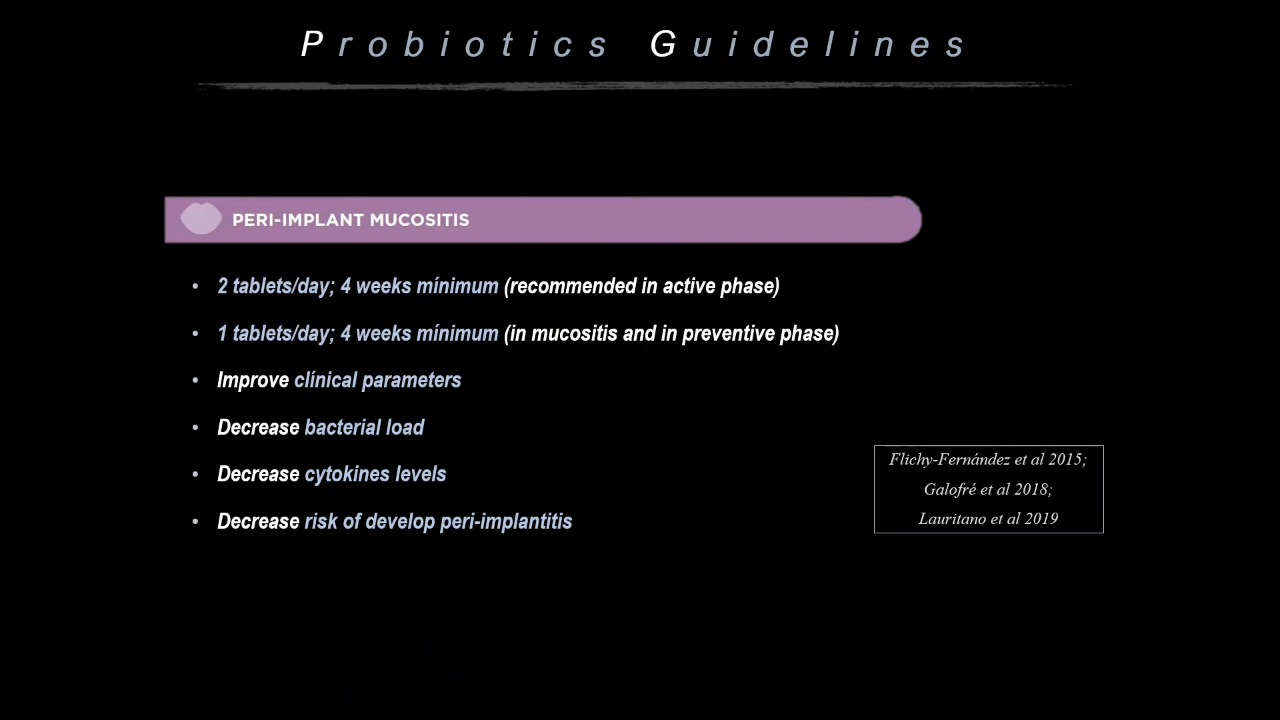 Probiotics Guidelines
PERI-IMPLANT MUCOSITIS
• 2 tablets/day; 4 weeks mínimum (recommended in active phase)
• 1 tablets/day; 4 weeks mínimum (in mucositis and in preventive phase)
• Improve clínical parameters
• Decrease bacterial load
• Decrease cytokines levels
• Decrease risk of develop peri-implantitis
Flichy-Fernández et al 2015;
Galofré et al 2018;
Lauritano et al 2019